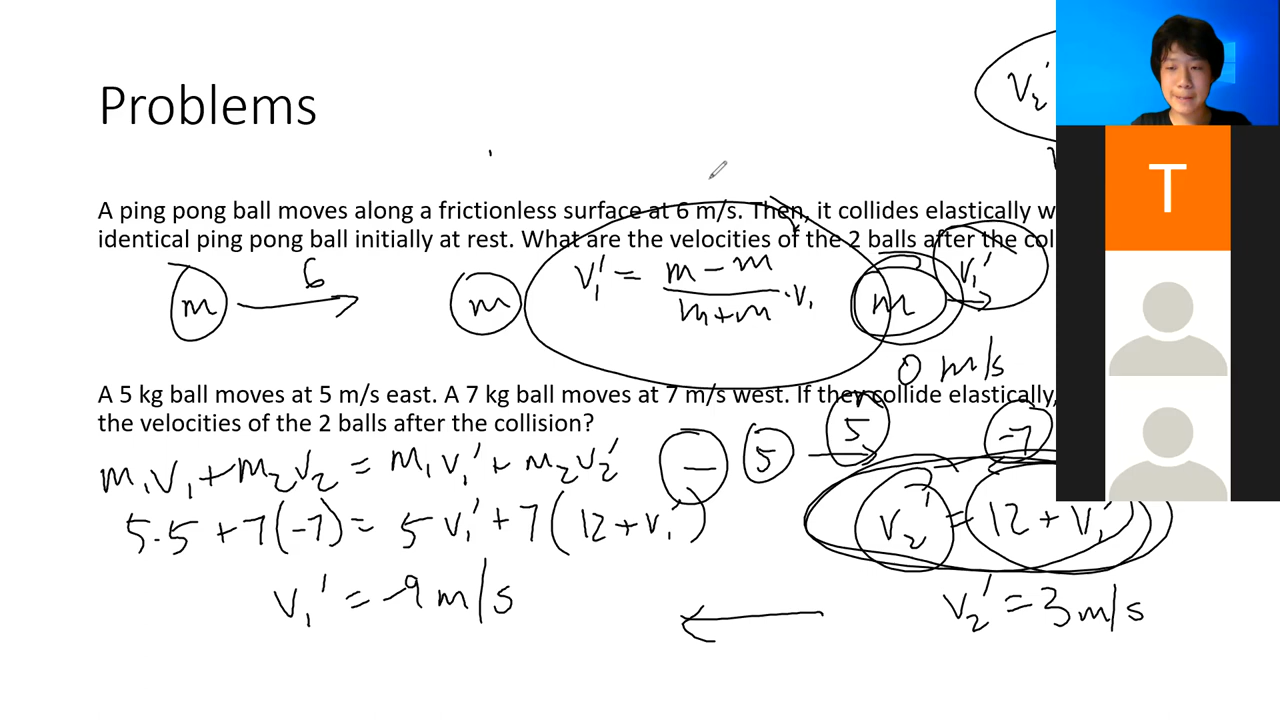 Problems
V₂'
A ping pong ball moves along a frictionless surface at 6 m/s. Then, it collides elastically w
identical ping pong ball initially at rest. What are the velocities of the 2 balls after the col
m 6 m V₁' = (m - m)/(m + m) · V₁ m V₁'
0 m/s
A 5 kg ball moves at 5 m/s east. A 7 kg ball moves at 7 m/s west. If they collide elastically,
the velocities of the 2 balls after the collision?
m₁V₁ + m₂V₂ = m₁V₁' + m₂V₂' - 5 5 -7
5·5 + 7(-7) = 5V₁' + 7(12 + V₁') V₂' = 12 + V₁'
V₁' = -9 m/s V₂' = 3 m/s
T